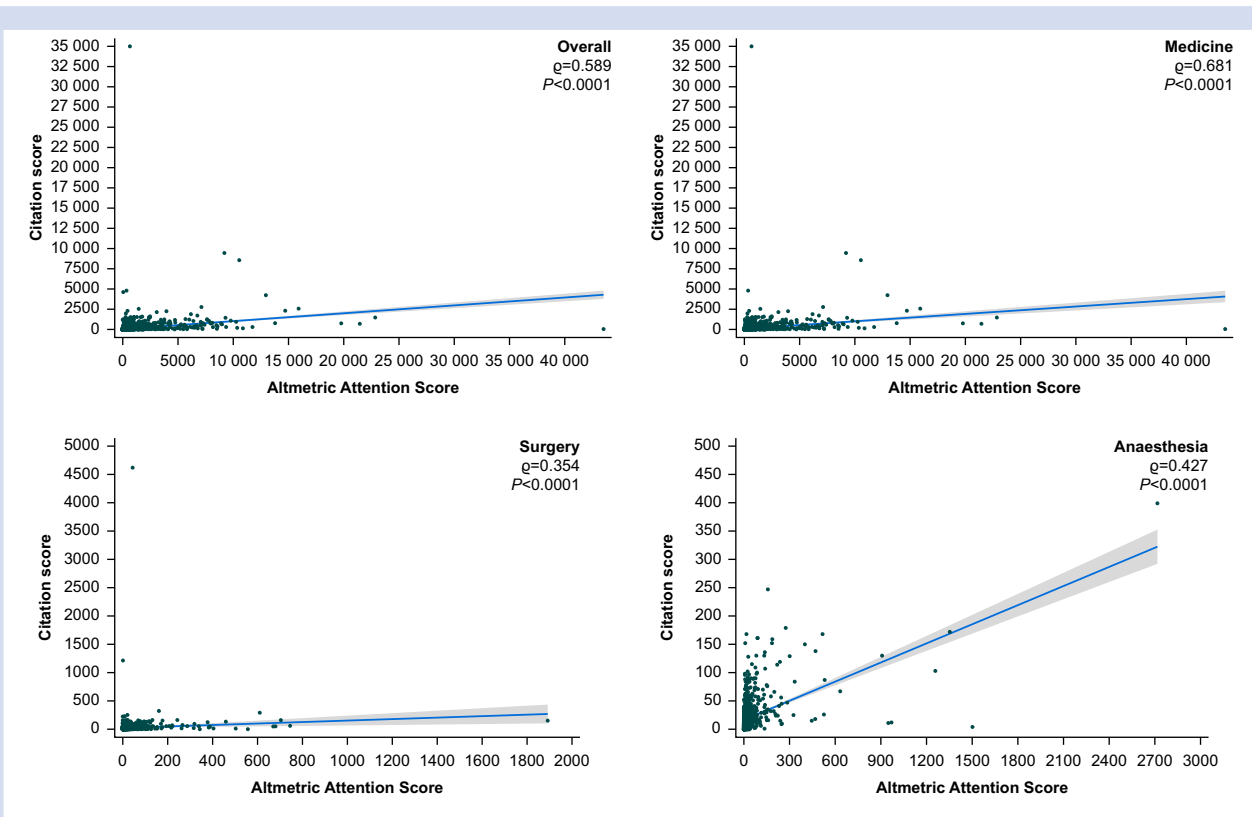 Overall
ϱ=0.589
P<0.0001
Citation score
35 000
32 500
30 000
27 500
25 000
22 500
20 000
17 500
15 000
12 500
10 000
7500
5000
2500
0
0 5000 10 000 15 000 20 000 25 000 30 000 35 000 40 000
Altmetric Attention Score
Medicine
ϱ=0.681
P<0.0001
Citation score
35 000
32 500
30 000
27 500
25 000
22 500
20 000
17 500
15 000
12 500
10 000
7500
5000
2500
0
0 5000 10 000 15 000 20 000 25 000 30 000 35 000 40 000
Altmetric Attention Score
Surgery
ϱ=0.354
P<0.0001
Citation score
5000
4500
4000
3500
3000
2500
2000
1500
1000
500
0
0 200 400 600 800 1000 1200 1400 1600 1800 2000
Altmetric Attention Score
Anaesthesia
ϱ=0.427
P<0.0001
Citation score
500
450
400
350
300
250
200
150
100
50
0
0 300 600 900 1200 1500 1800 2100 2400 2700 3000
Altmetric Attention Score